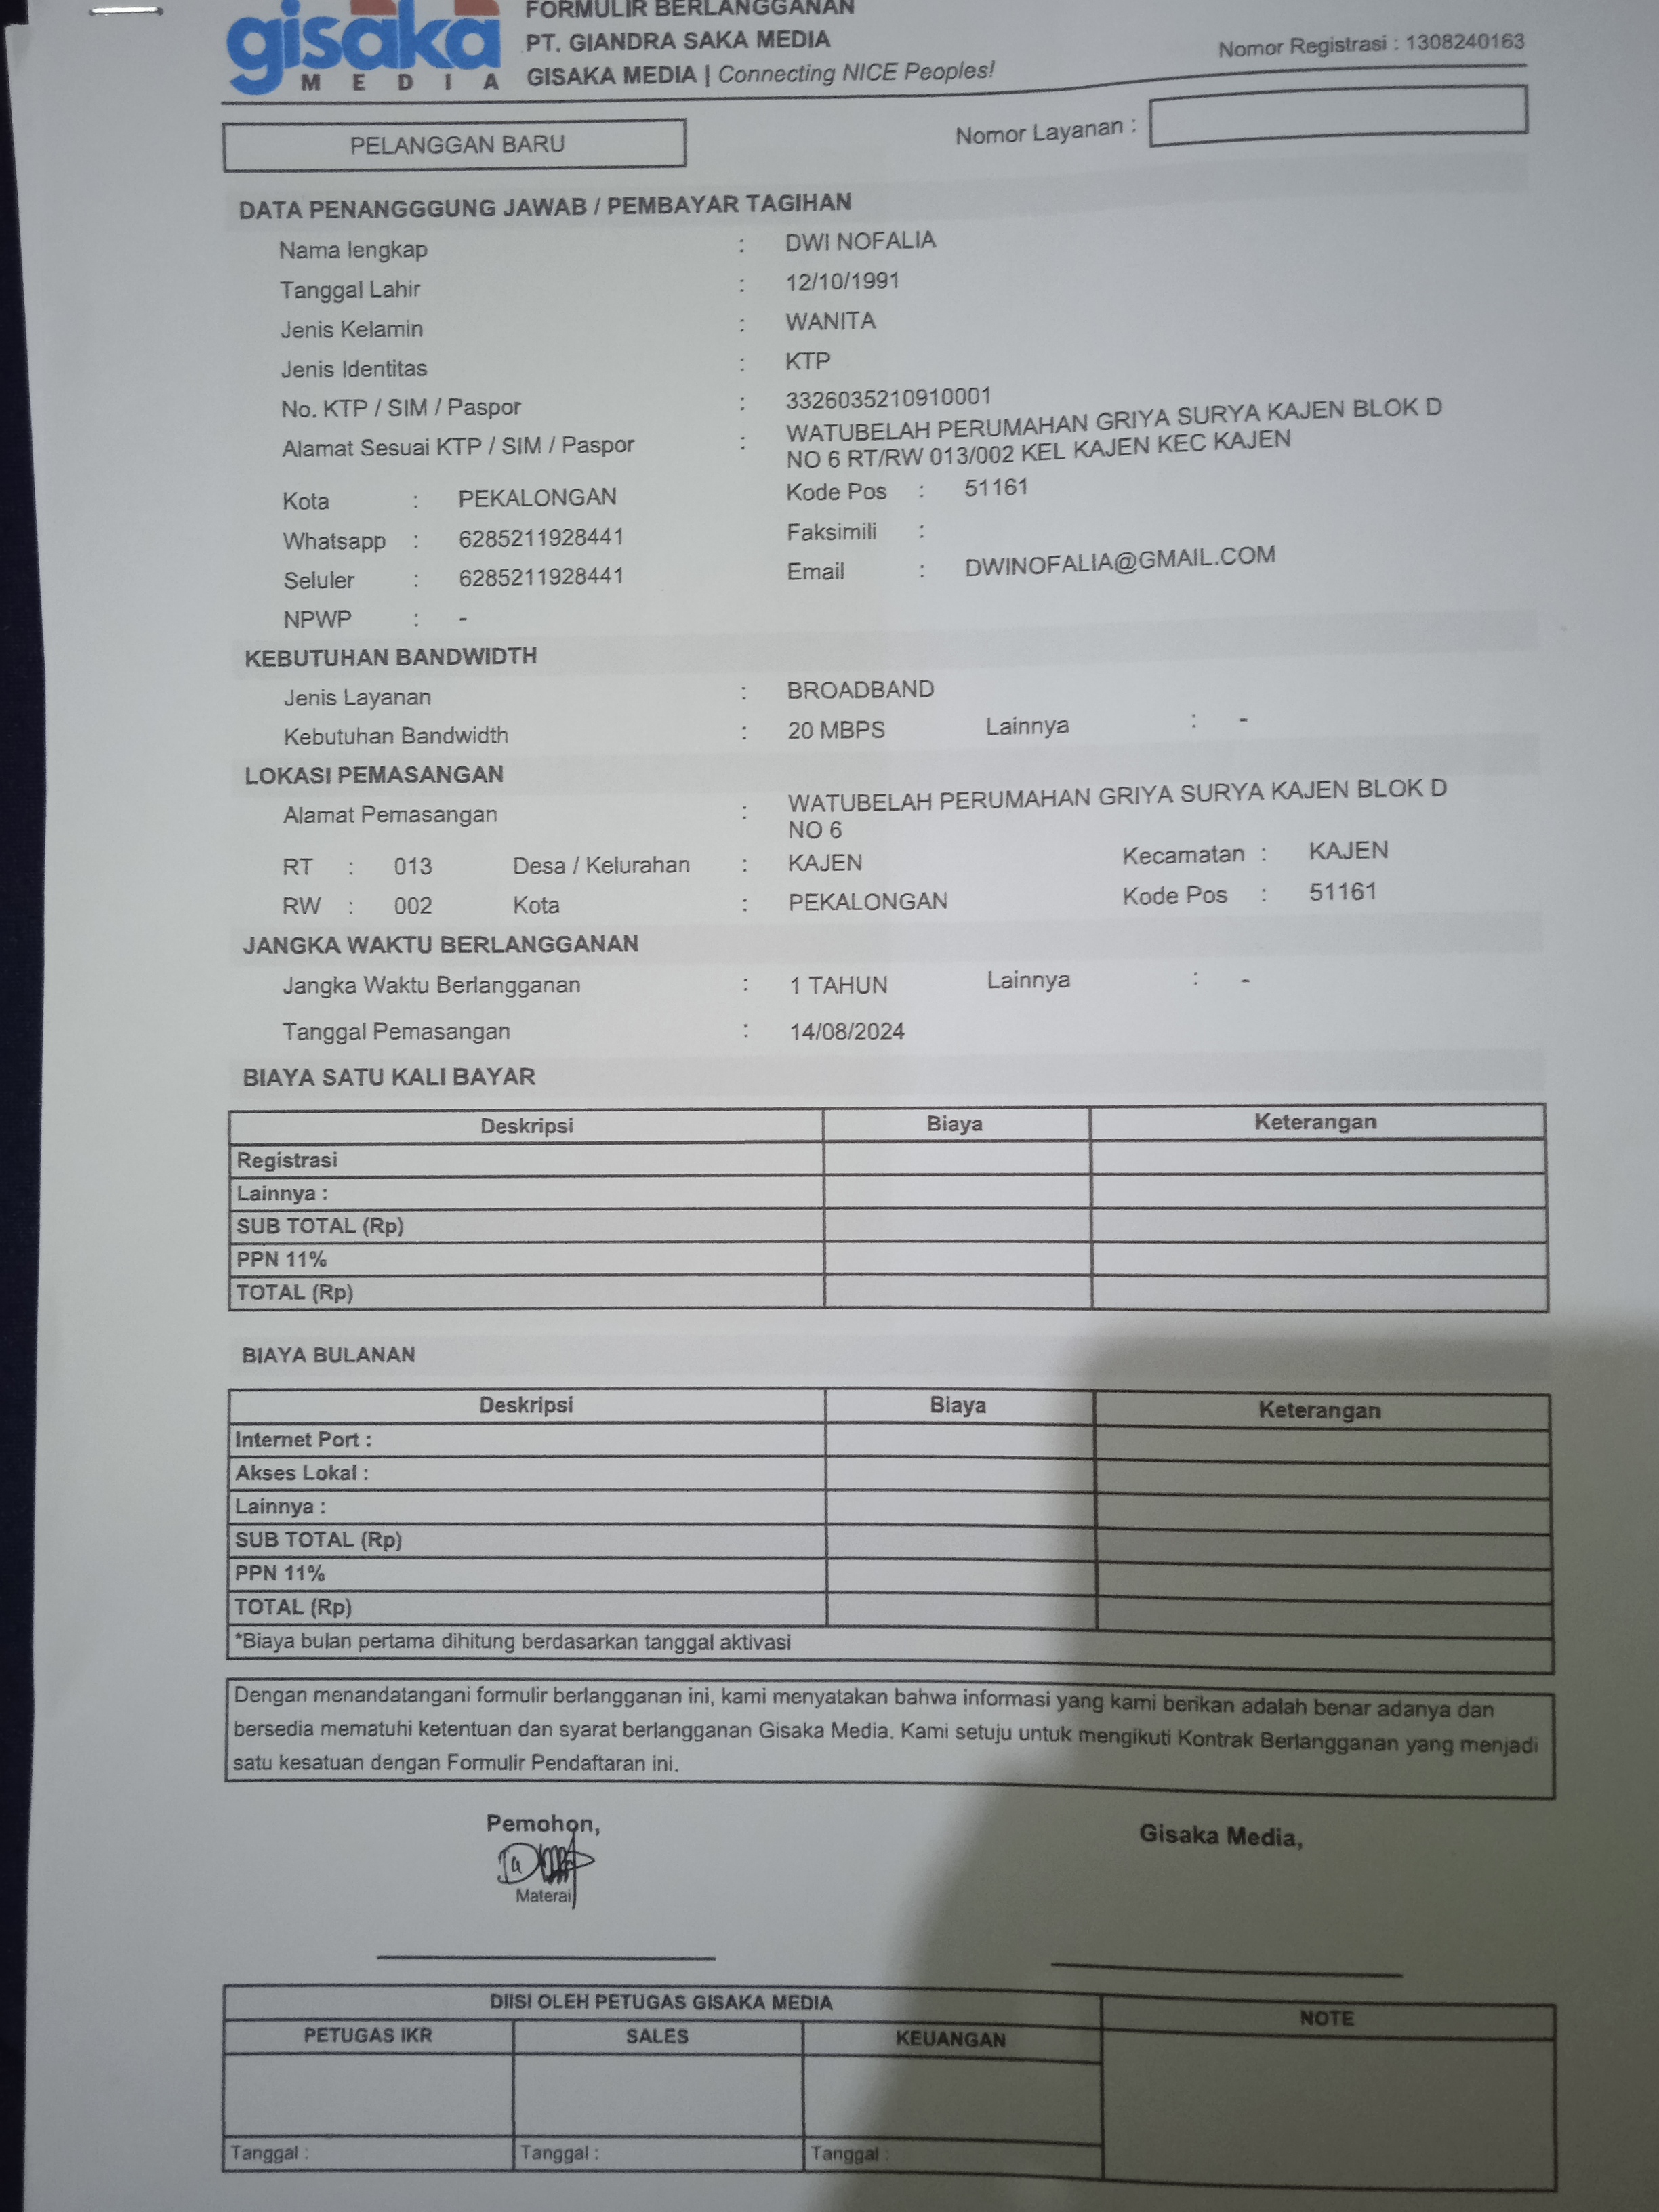 gisaka
MEDIA
FORMULIR BERLANGGANAN
PT. GIANDRA SAKA MEDIA
GISAKA MEDIA | Connecting NICE Peoples!
Nomor Registrasi : 1308240163
PELANGGAN BARU
Nomor Layanan :
DATA PENANGGGUNG JAWAB / PEMBAYAR TAGIHAN
Nama lengkap : DWI NOFALIA
Tanggal Lahir : 12/10/1991
Jenis Kelamin : WANITA
Jenis Identitas : KTP
No. KTP / SIM / Paspor : 3326035210910001
Alamat Sesuai KTP / SIM / Paspor : WATUBELAH PERUMAHAN GRIYA SURYA KAJEN BLOK D
NO 6 RT/RW 013/002 KEL KAJEN KEC KAJEN
Kota : PEKALONGAN Kode Pos : 51161
Whatsapp : 6285211928441 Faksimili :
Seluler : 6285211928441 Email : DWINOFALIA@GMAIL.COM
NPWP : -
KEBUTUHAN BANDWIDTH
Jenis Layanan : BROADBAND
Kebutuhan Bandwidth : 20 MBPS Lainnya : -
LOKASI PEMASANGAN
Alamat Pemasangan : WATUBELAH PERUMAHAN GRIYA SURYA KAJEN BLOK D
NO 6
RT : 013 Desa / Kelurahan : KAJEN Kecamatan : KAJEN
RW : 002 Kota : PEKALONGAN Kode Pos : 51161
JANGKA WAKTU BERLANGGANAN
Jangka Waktu Berlangganan : 1 TAHUN Lainnya : -
Tanggal Pemasangan : 14/08/2024
BIAYA SATU KALI BAYAR
Deskripsi Biaya Keterangan
Registrasi
Lainnya :
SUB TOTAL (Rp)
PPN 11%
TOTAL (Rp)
BIAYA BULANAN
Deskripsi Biaya Keterangan
Internet Port :
Akses Lokal :
Lainnya :
SUB TOTAL (Rp)
PPN 11%
TOTAL (Rp)
*Biaya bulan pertama dihitung berdasarkan tanggal aktivasi
Dengan menandatangani formulir berlangganan ini, kami menyatakan bahwa informasi yang kami berikan adalah benar adanya dan
bersedia mematuhi ketentuan dan syarat berlangganan Gisaka Media. Kami setuju untuk mengikuti Kontrak Berlangganan yang menjadi
satu kesatuan dengan Formulir Pendaftaran ini.
Pemohon, Gisaka Media,
Materai
DIISI OLEH PETUGAS GISAKA MEDIA NOTE
PETUGAS IKR SALES KEUANGAN
Tanggal : Tanggal : Tanggal :